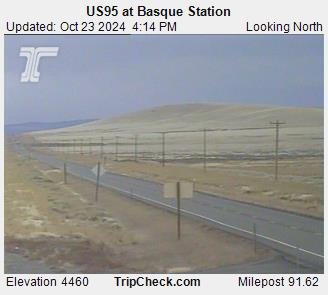 US95 at Basque Station
Updated: Oct 23 2024 4:14 PM Looking North
Elevation 4460 TripCheck.com Milepost 91.62